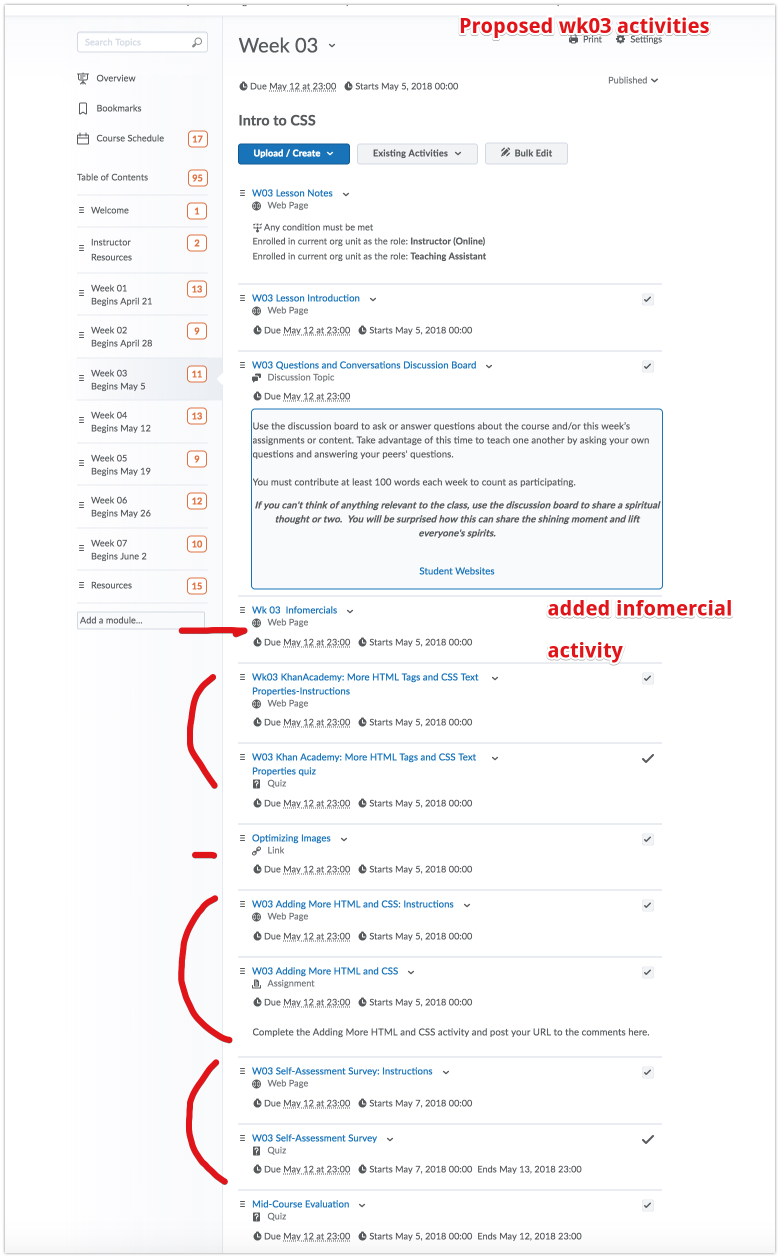 Proposed wk03 activities
Search Topics
Overview
Bookmarks
Course Schedule 17
Table of Contents 95
Welcome 1
Instructor
Resources 2
Week 01 13
Begins April 21
Week 02 9
Begins April 28
Week 03 11
Begins May 5
Week 04 13
Begins May 12
Week 05 9
Begins May 19
Week 06 12
Begins May 26
Week 07 10
Begins June 2
Resources 15
Add a module...
Week 03
Print Settings
Due May 12 at 23:00 Starts May 5, 2018 00:00
Published
Intro to CSS
Upload / Create Existing Activities Bulk Edit
W03 Lesson Notes
Web Page
Any condition must be met
Enrolled in current org unit as the role: Instructor (Online)
Enrolled in current org unit as the role: Teaching Assistant
W03 Lesson Introduction
Web Page
Due May 12 at 23:00 Starts May 5, 2018 00:00
W03 Questions and Conversations Discussion Board
Discussion Topic
Due May 12 at 23:00
Use the discussion board to ask or answer questions about the course and/or this week's
assignments or content. Take advantage of this time to teach one another by asking your own
questions and answering your peers' questions.
You must contribute at least 100 words each week to count as participating.
If you can't think of anything relevant to the class, use the discussion board to share a spiritual
thought or two. You will be surprised how this can share the shining moment and lift
everyone's spirits.
Student Websites
Wk 03 Infomercials
Web Page
Due May 12 at 23:00 Starts May 5, 2018 00:00
added infomercial
activity
Wk03 KhanAcademy: More HTML Tags and CSS Text
Properties-Instructions
Web Page
Due May 12 at 23:00 Starts May 5, 2018 00:00
W03 Khan Academy: More HTML Tags and CSS Text
Properties quiz
Quiz
Due May 12 at 23:00 Starts May 5, 2018 00:00
Optimizing Images
Link
Due May 12 at 23:00 Starts May 5, 2018 00:00
W03 Adding More HTML and CSS: Instructions
Web Page
Due May 12 at 23:00 Starts May 5, 2018 00:00
W03 Adding More HTML and CSS
Assignment
Due May 12 at 23:00 Starts May 5, 2018 00:00
Complete the Adding More HTML and CSS activity and post your URL to the comments here.
W03 Self-Assessment Survey: Instructions
Web Page
Due May 12 at 23:00 Starts May 7, 2018 00:00
W03 Self-Assessment Survey
Quiz
Due May 12 at 23:00 Starts May 7, 2018 00:00 Ends May 13, 2018 23:00
Mid-Course Evaluation
Quiz
Due May 12 at 23:00 Starts May 5, 2018 00:00 Ends May 12, 2018 23:00